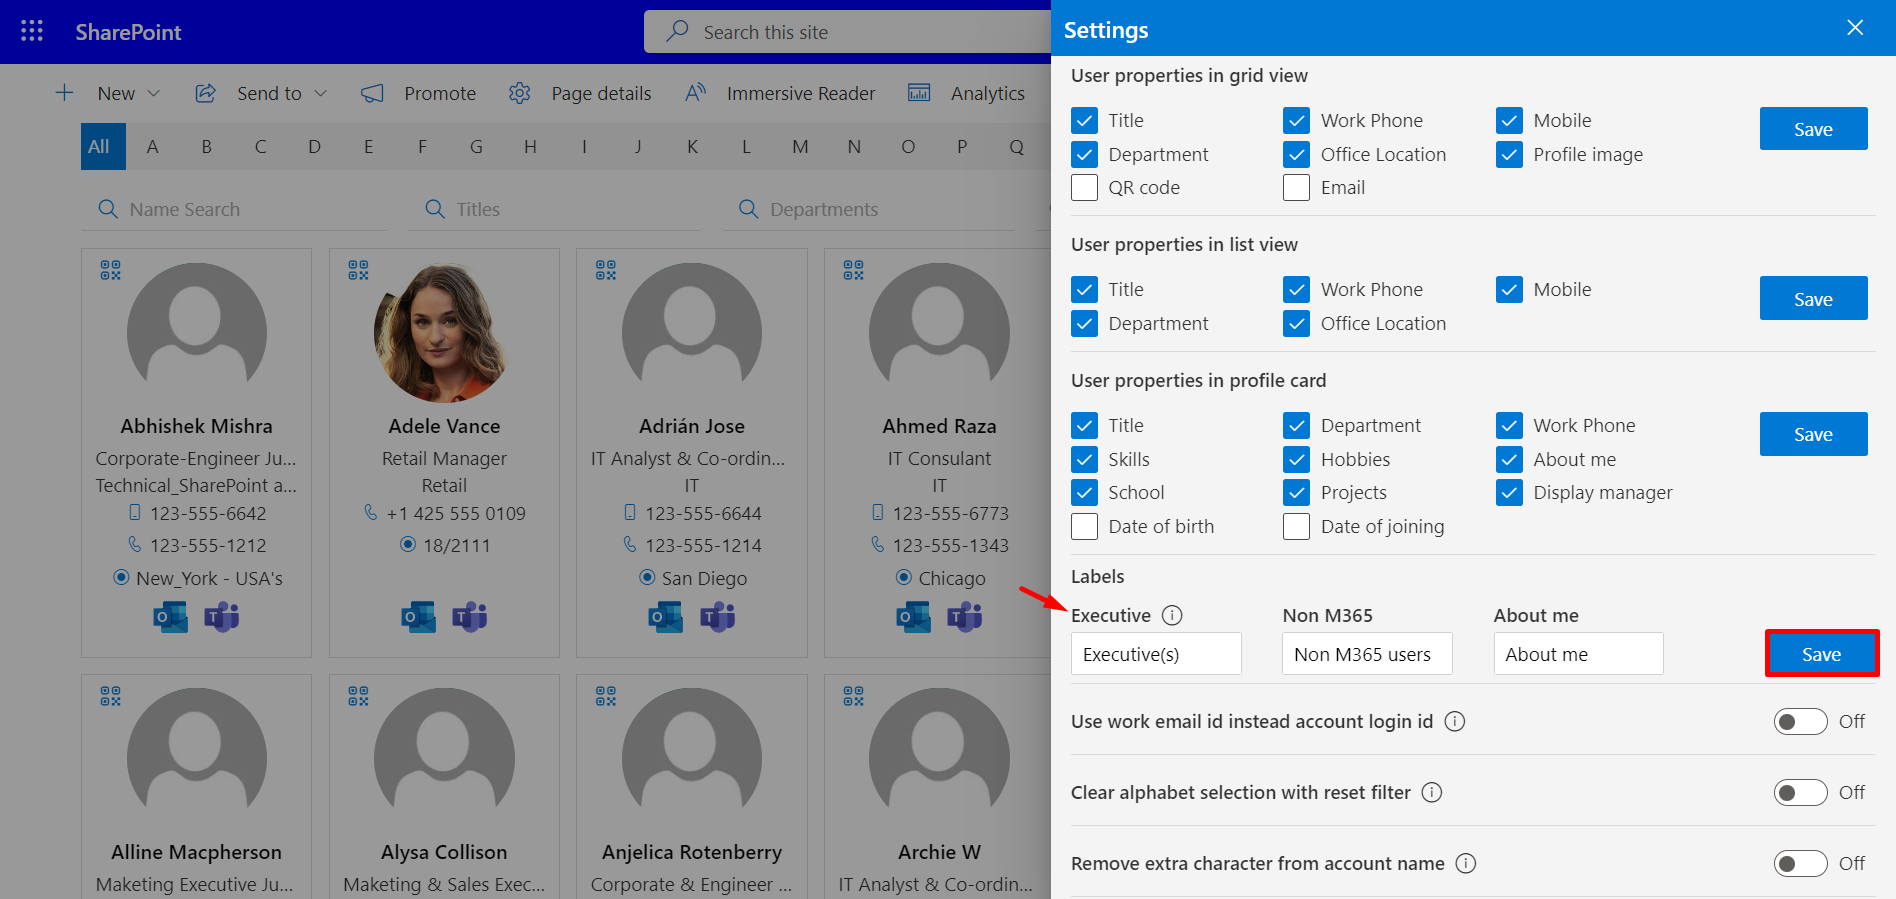 SharePoint
Search this site
New
Send to
Promote
Page details
Immersive Reader
Analytics
All A B C D E F G H I J K L M N O P Q
Name Search
Titles
Departments
Abhishek Mishra
Corporate-Engineer Ju...
Technical_SharePoint a...
123-555-6642
123-555-1212
New_York - USA's
Adele Vance
Retail Manager
Retail
+1 425 555 0109
18/2111
Adrián Jose
IT Analyst & Co-ordin...
IT
123-555-6644
123-555-1214
San Diego
Ahmed Raza
IT Consulant
IT
123-555-6773
123-555-1343
Chicago
Alline Macpherson
Maketing Executive Ju...
Alysa Collison
Maketing & Sales Exec...
Anjelica Rotenberry
Corporate & Engineer ...
Archie W
IT Analyst & Co-ordin...
Settings
User properties in grid view
Title
Work Phone
Mobile
Save
Department
Office Location
Profile image
QR code
Email
User properties in list view
Title
Work Phone
Mobile
Save
Department
Office Location
User properties in profile card
Title
Department
Work Phone
Save
Skills
Hobbies
About me
School
Projects
Display manager
Date of birth
Date of joining
Labels
Executive
Non M365
About me
Executive(s)
Non M365 users
About me
Save
Use work email id instead account login id
Off
Clear alphabet selection with reset filter
Off
Remove extra character from account name
Off